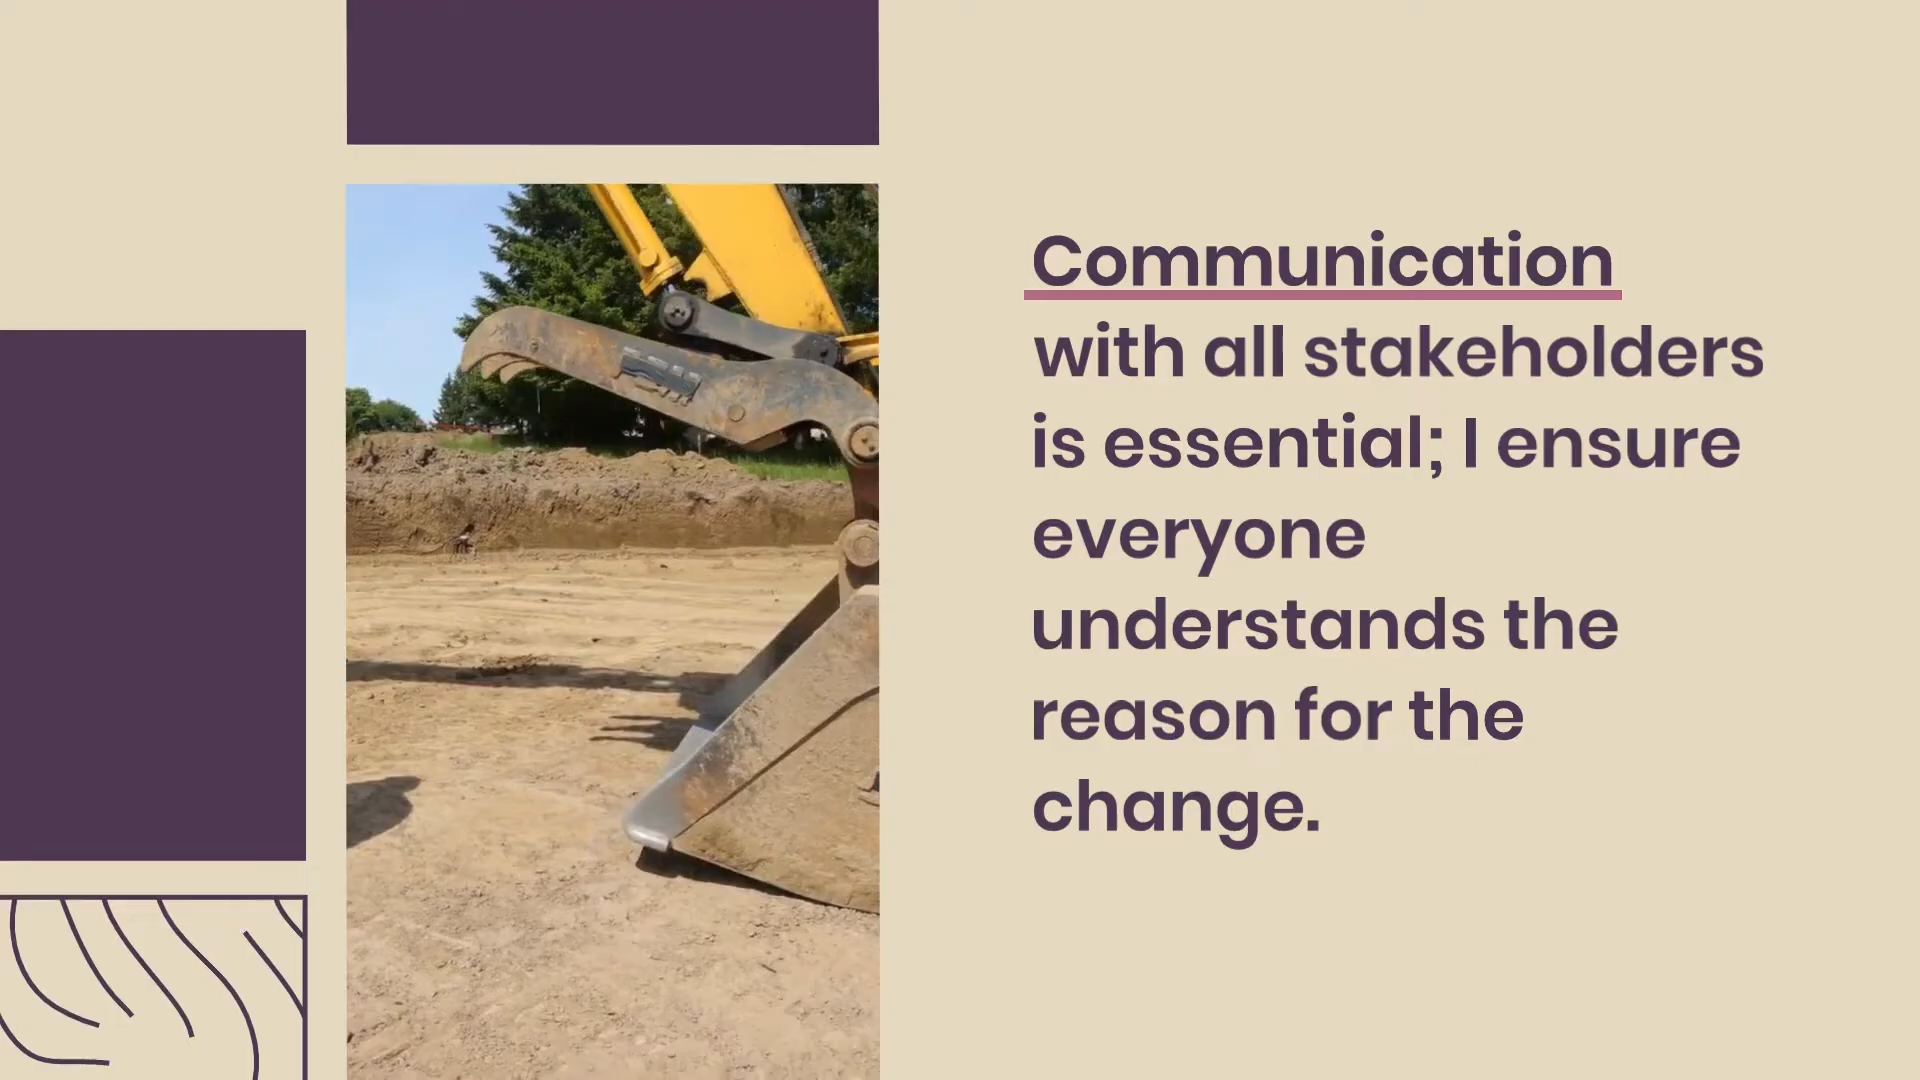 Communication
with all stakeholders
is essential; I ensure
everyone
understands the
reason for the
change.